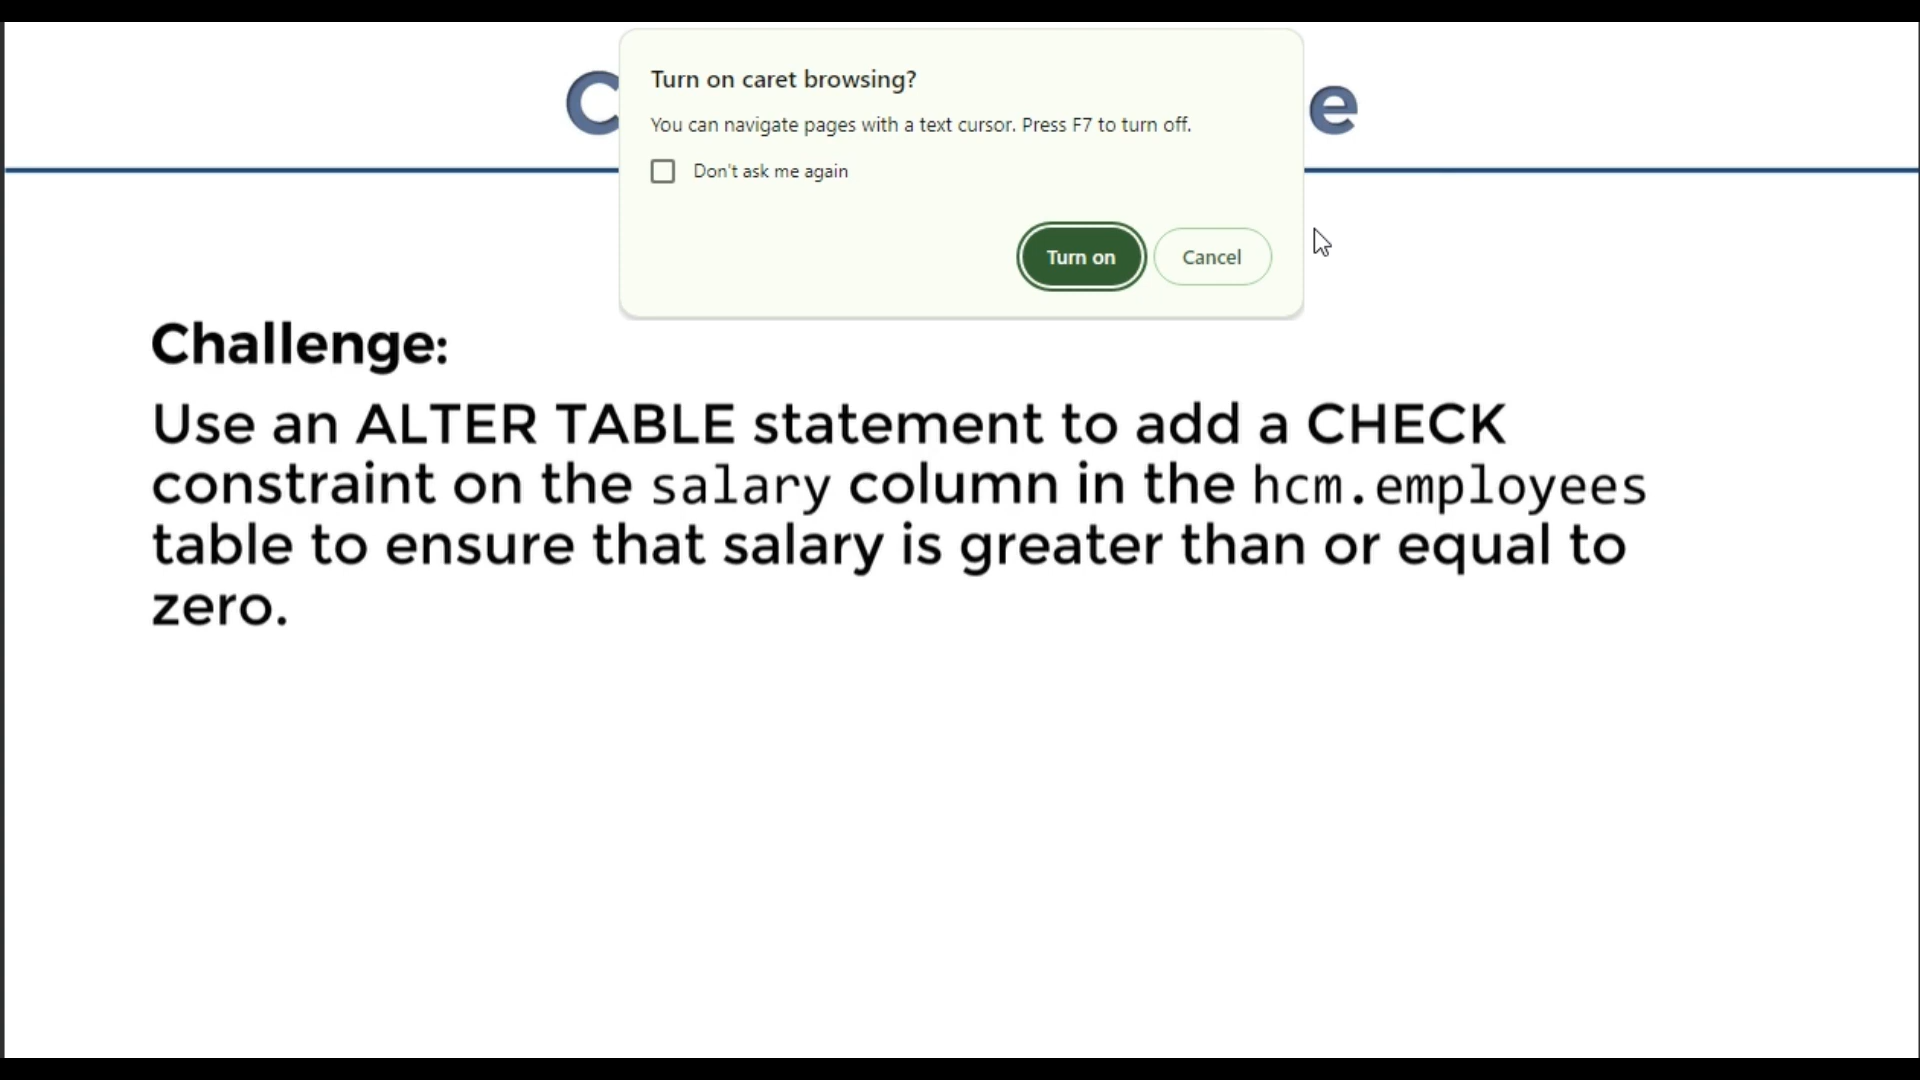 Turn on caret browsing?
You can navigate pages with a text cursor. Press F7 to turn off.
Don't ask me again
Turn on
Cancel
Challenge:
Use an ALTER TABLE statement to add a CHECK
constraint on the salary column in the hcm.employees
table to ensure that salary is greater than or equal to
zero.